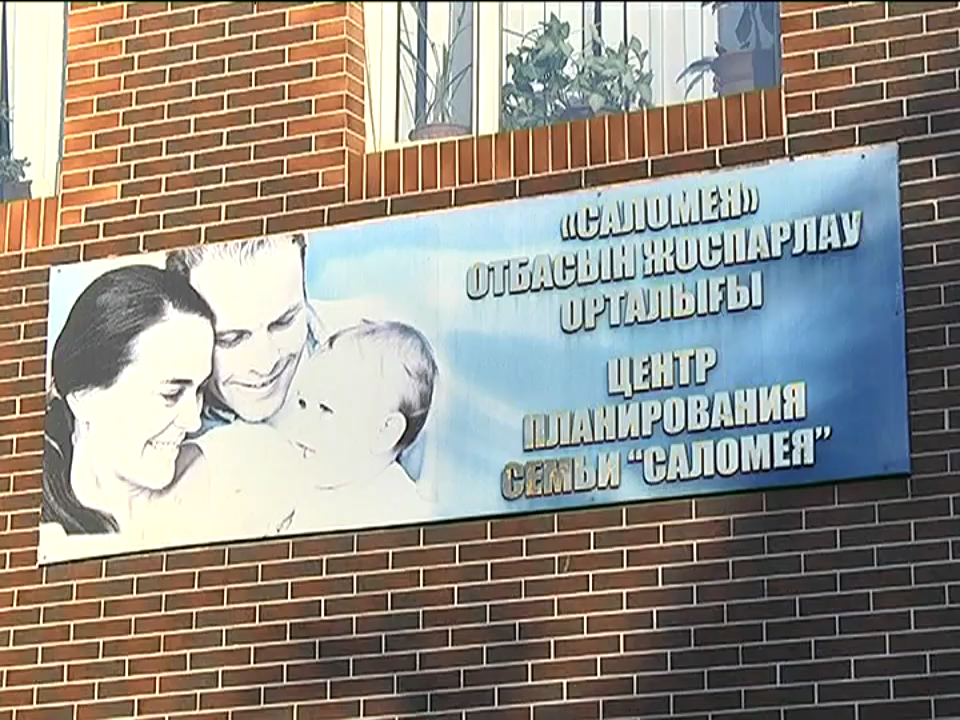 «САЛОМЕЯ»
ОТБАСЫН ЖОСПАРЛАУ
ОРТАЛЫҒЫ
ЦЕНТР
ПЛАНИРОВАНИЯ
СЕМЬИ “САЛОМЕЯ”